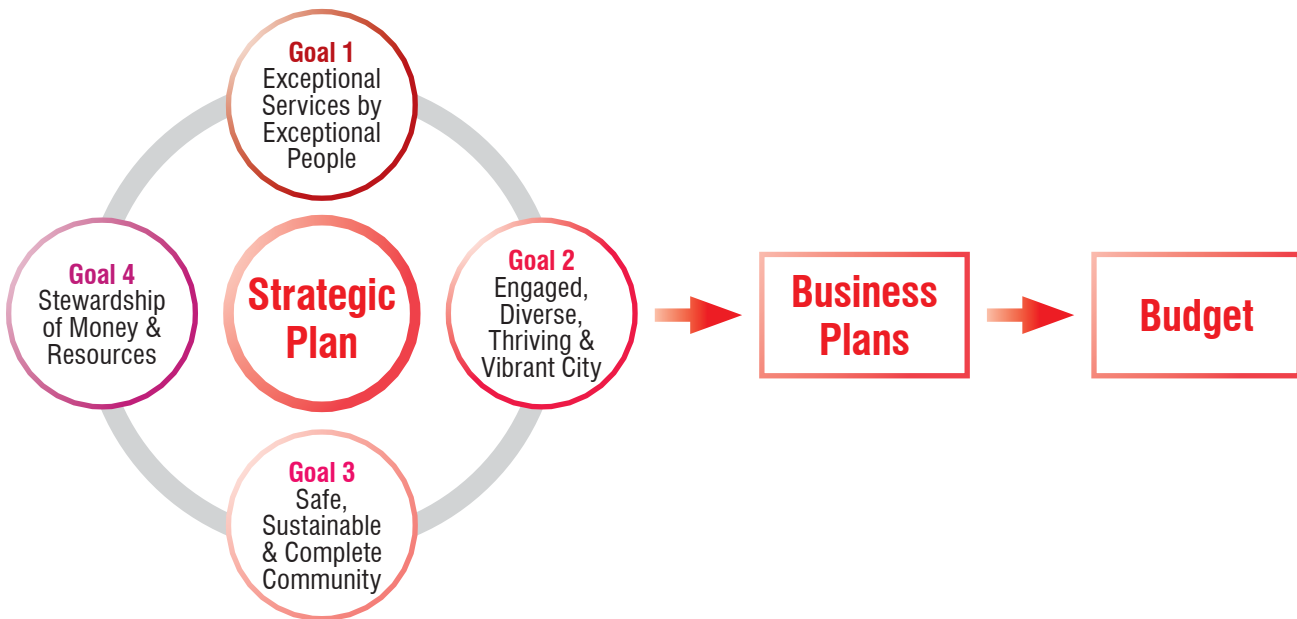 Goal 1
Exceptional
Services by
Exceptional
People
Goal 4
Stewardship
of Money &
Resources
Strategic
Plan
Goal 2
Engaged,
Diverse,
Thriving &
Vibrant City
Goal 3
Safe,
Sustainable
& Complete
Community
Business
Plans
Budget